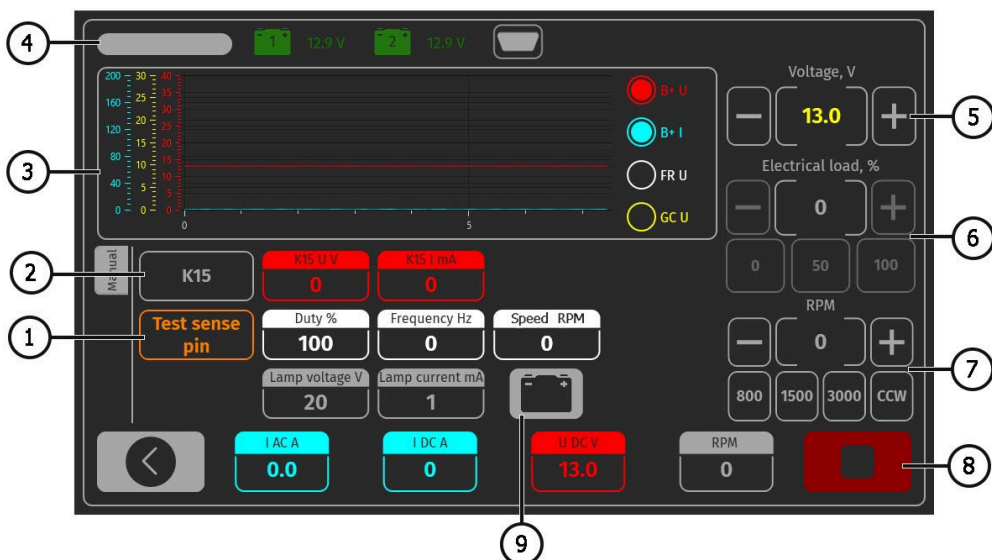 4
1 12.9 V 2 12.9 V
Voltage, V
13.0
5
200 30 40
160 25 35
30
120 20 25
15 20
80 10 15
10
40 5 5
0 0 0
0 5
3
B+ U
B+ I
FR U
GC U
Electrical load, %
0
6
0 50 100
Manual
2
K15
K15 U V
0
K15 I mA
0
1
Test sense
pin
Duty %
100
Frequency Hz
0
Speed RPM
0
Lamp voltage V
20
Lamp current mA
1
RPM
0
7
800 1500 3000 CCW
I AC A
0.0
I DC A
0
U DC V
13.0
RPM
0
8
9